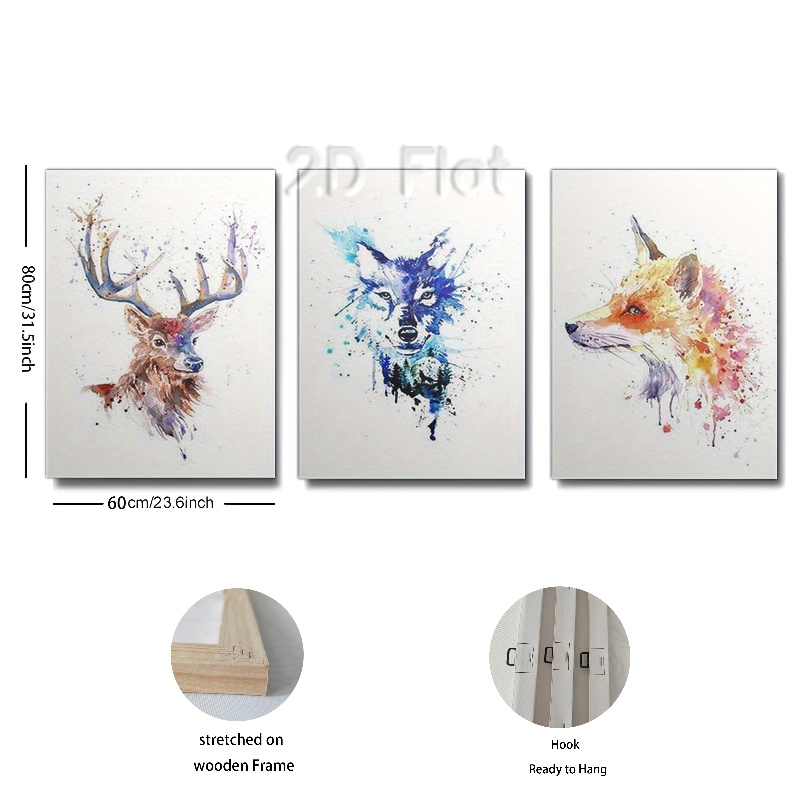 2D Flat
80cm/31.5inch
60cm/23.6inch
stretched on
wooden Frame
Hook
Ready to Hang